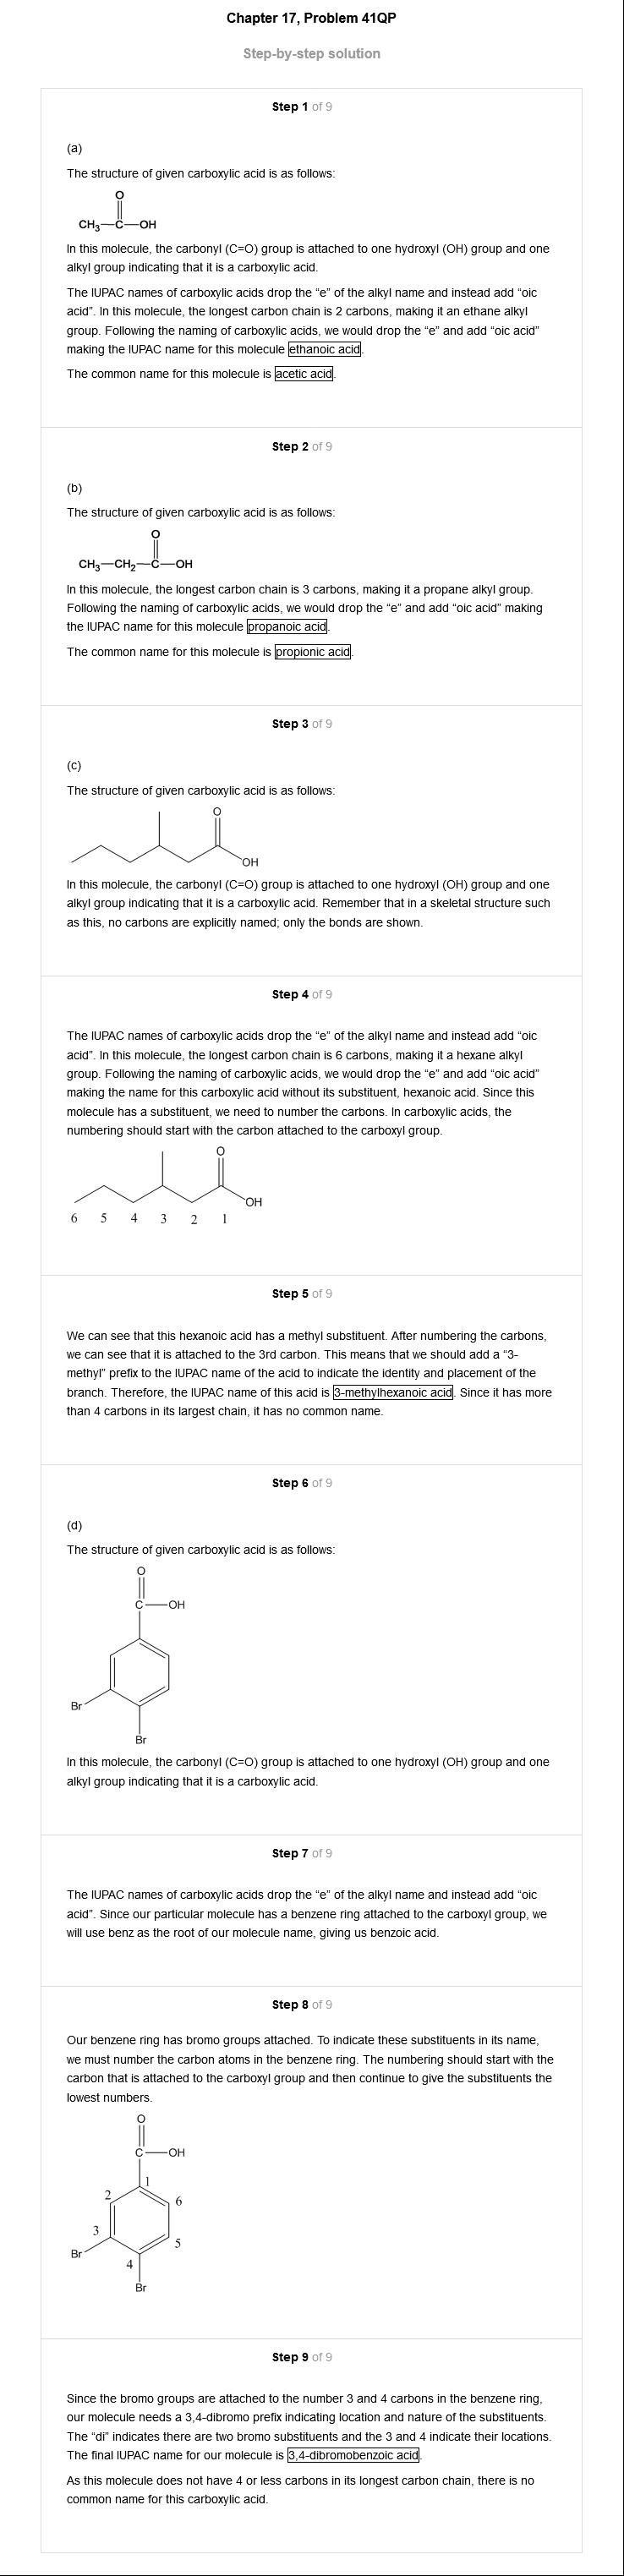 Chapter 17, Problem 41QP
Step-by-step solution
Step 1 of 9
(a)
The structure of given carboxylic acid is as follows:
O
CH₃—C—OH
In this molecule, the carbonyl (C=O) group is attached to one hydroxyl (OH) group and one
alkyl group indicating that it is a carboxylic acid.
The IUPAC names of carboxylic acids drop the “e” of the alkyl name and instead add “oic
acid”. In this molecule, the longest carbon chain is 2 carbons, making it an ethane alkyl
group. Following the naming of carboxylic acids, we would drop the “e” and add “oic acid”
making the IUPAC name for this molecule ethanoic acid.
The common name for this molecule is acetic acid.
Step 2 of 9
(b)
The structure of given carboxylic acid is as follows:
O
CH₃—CH₂—C—OH
In this molecule, the longest carbon chain is 3 carbons, making it a propane alkyl group.
Following the naming of carboxylic acids, we would drop the “e” and add “oic acid” making
the IUPAC name for this molecule propanoic acid.
The common name for this molecule is propionic acid.
Step 3 of 9
(c)
The structure of given carboxylic acid is as follows:
O
OH
In this molecule, the carbonyl (C=O) group is attached to one hydroxyl (OH) group and one
alkyl group indicating that it is a carboxylic acid. Remember that in a skeletal structure such
as this, no carbons are explicitly named; only the bonds are shown.
Step 4 of 9
The IUPAC names of carboxylic acids drop the “e” of the alkyl name and instead add “oic
acid”. In this molecule, the longest carbon chain is 6 carbons, making it a hexane alkyl
group. Following the naming of carboxylic acids, we would drop the “e” and add “oic acid”
making the name for this carboxylic acid without its substituent, hexanoic acid. Since this
molecule has a substituent, we need to number the carbons. In carboxylic acids, the
numbering should start with the carbon attached to the carboxyl group.
O
OH
6 5 4 3 2 1
Step 5 of 9
We can see that this hexanoic acid has a methyl substituent. After numbering the carbons,
we can see that it is attached to the 3rd carbon. This means that we should add a “3-
methyl” prefix to the IUPAC name of the acid to indicate the identity and placement of the
branch. Therefore, the IUPAC name of this acid is 3-methylhexanoic acid. Since it has more
than 4 carbons in its largest chain, it has no common name.
Step 6 of 9
(d)
The structure of given carboxylic acid is as follows:
O
C—OH
Br
Br
In this molecule, the carbonyl (C=O) group is attached to one hydroxyl (OH) group and one
alkyl group indicating that it is a carboxylic acid.
Step 7 of 9
The IUPAC names of carboxylic acids drop the “e” of the alkyl name and instead add “oic
acid”. Since our particular molecule has a benzene ring attached to the carboxyl group, we
will use benz as the root of our molecule name, giving us benzoic acid.
Step 8 of 9
Our benzene ring has bromo groups attached. To indicate these substituents in its name,
we must number the carbon atoms in the benzene ring. The numbering should start with the
carbon that is attached to the carboxyl group and then continue to give the substituents the
lowest numbers.
O
C—OH
1
2
6
3
5
Br
4
Br
Step 9 of 9
Since the bromo groups are attached to the number 3 and 4 carbons in the benzene ring,
our molecule needs a 3,4-dibromo prefix indicating location and nature of the substituents.
The “di” indicates there are two bromo substituents and the 3 and 4 indicate their locations.
The final IUPAC name for our molecule is 3,4-dibromobenzoic acid.
As this molecule does not have 4 or less carbons in its longest carbon chain, there is no
common name for this carboxylic acid.